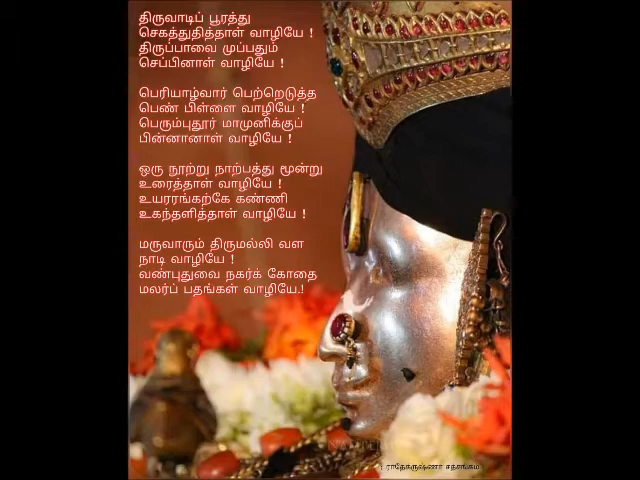 திருவாடிப் பூரத்து
செகத்துதித்தாள் வாழியே !
திருப்பாவை முப்பதும்
செப்பினாள் வாழியே !
பெரியாழ்வார் பெற்றெடுத்த
பெண் பிள்ளை வாழியே !
பெரும்புதூர் மாமுனிக்குப்
பின்னானாள் வாழியே !
ஒரு நூற்று நாற்பத்து மூன்று
உரைத்தாள் வாழியே !
உயரரங்கற்கே கண்ணி
உகந்தளித்தாள் வாழியே !
மருவாரும் திருமல்லி வள
நாடி வாழியே !
வண்புதுவை நகர்க் கோதை
மலர்ப் பதங்கள் வாழியே.!